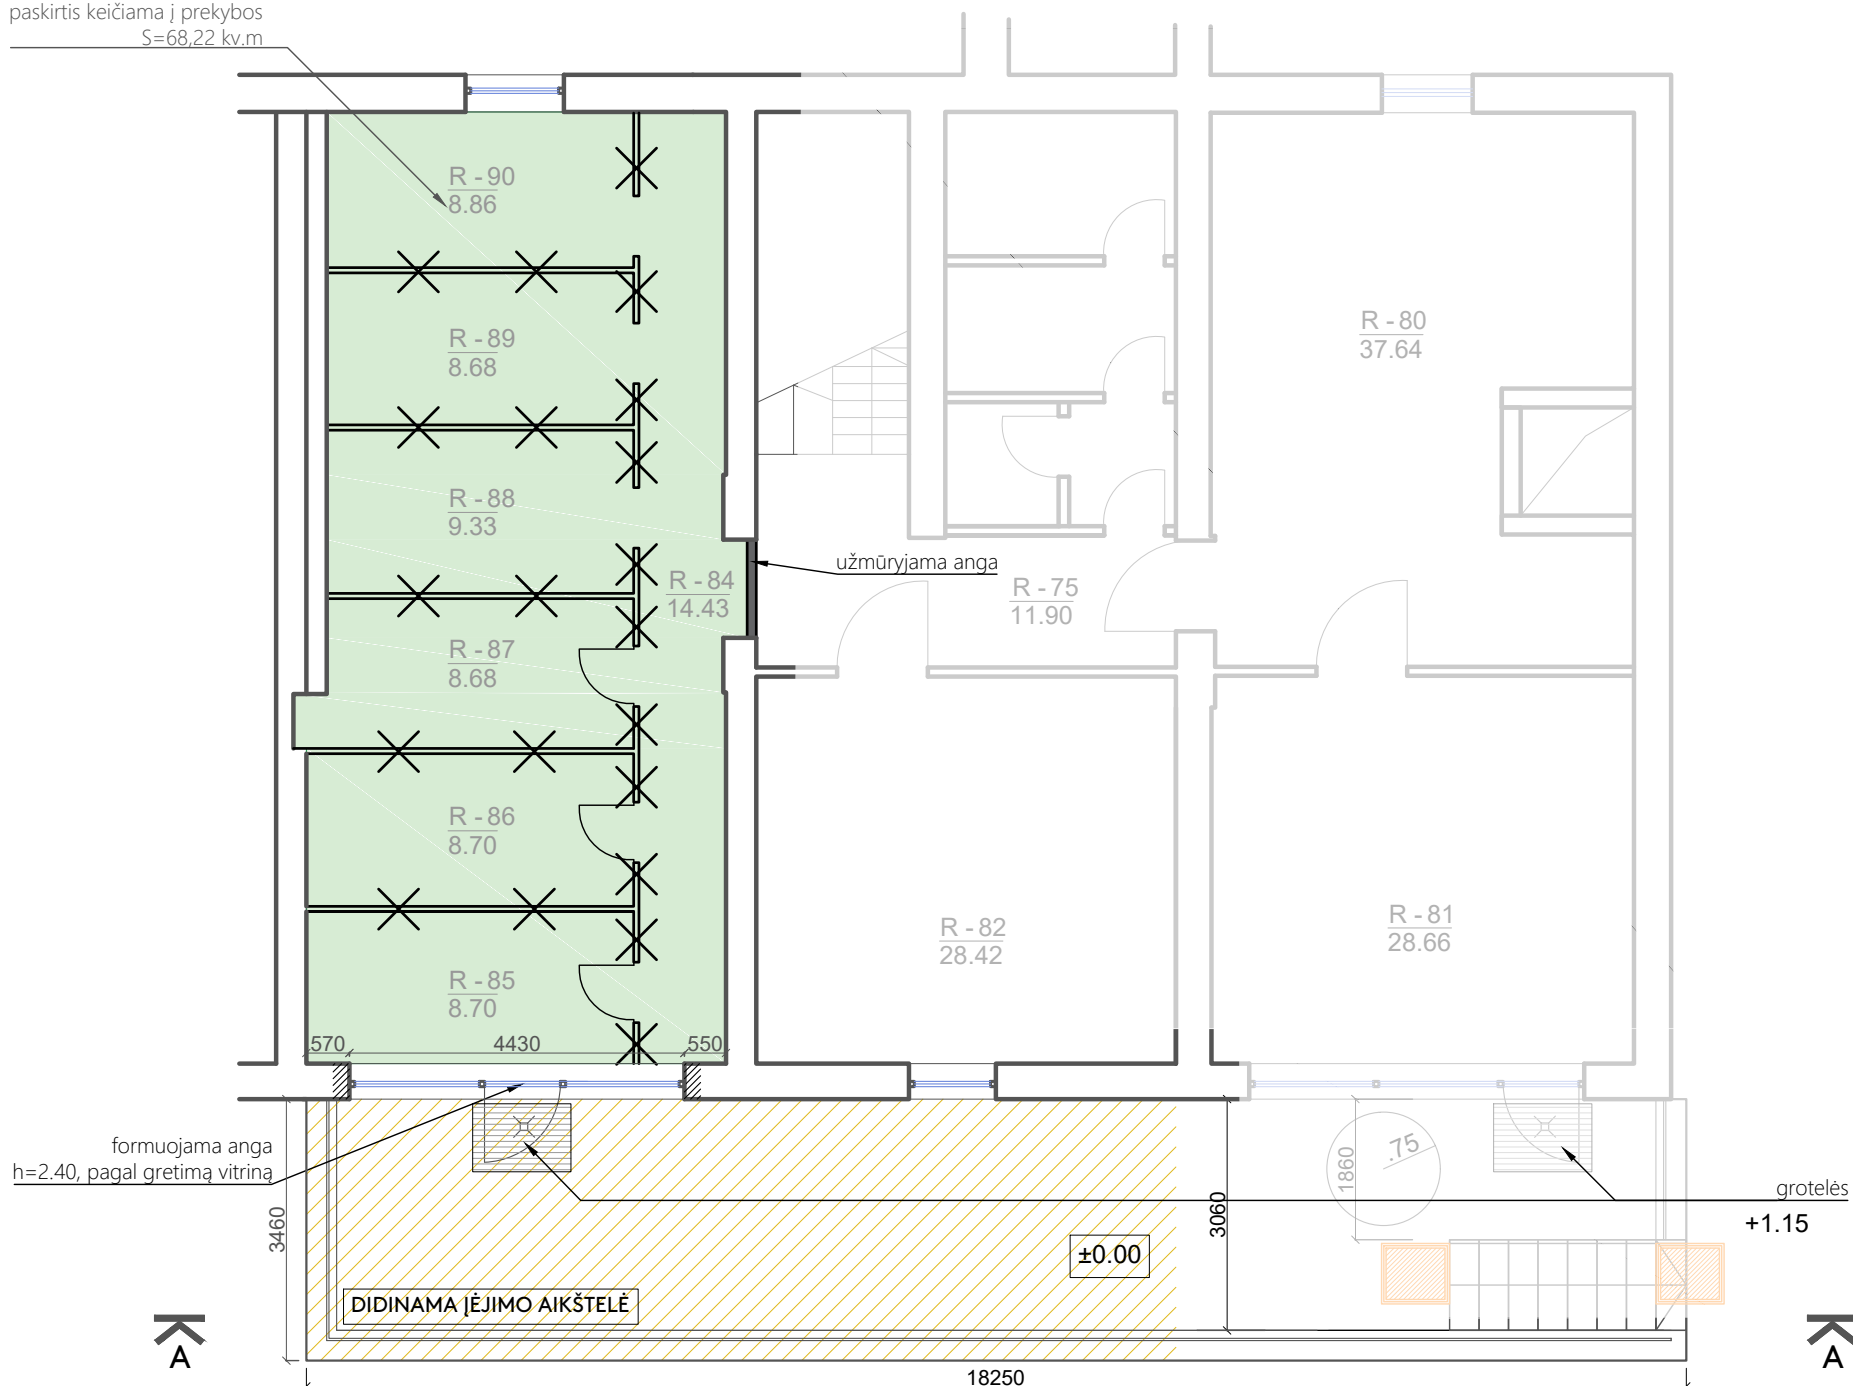 paskirtis keičiama į prekybos
S=68,22 kv.m
R - 90
8.86
R - 89
8.68
R - 80
37.64
R - 88
9.33
užmūryjama anga
R - 84
14.43
R - 75
11.90
R - 87
8.68
R - 86
8.70
R - 82
28.42
R - 81
28.66
R - 85
8.70
570
4430
550
formuojama anga
h=2.40, pagal gretimą vitriną
3460
3060
1860
.75
grotelės
+1.15
±0.00
DIDINAMA ĮĖJIMO AIKŠTELĖ
A
A
18250